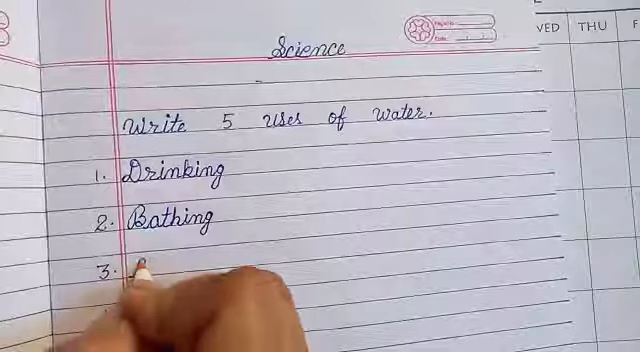 Science
VED THU F
Write 5 uses of water.
1. Drinking
2. Bathing
3.